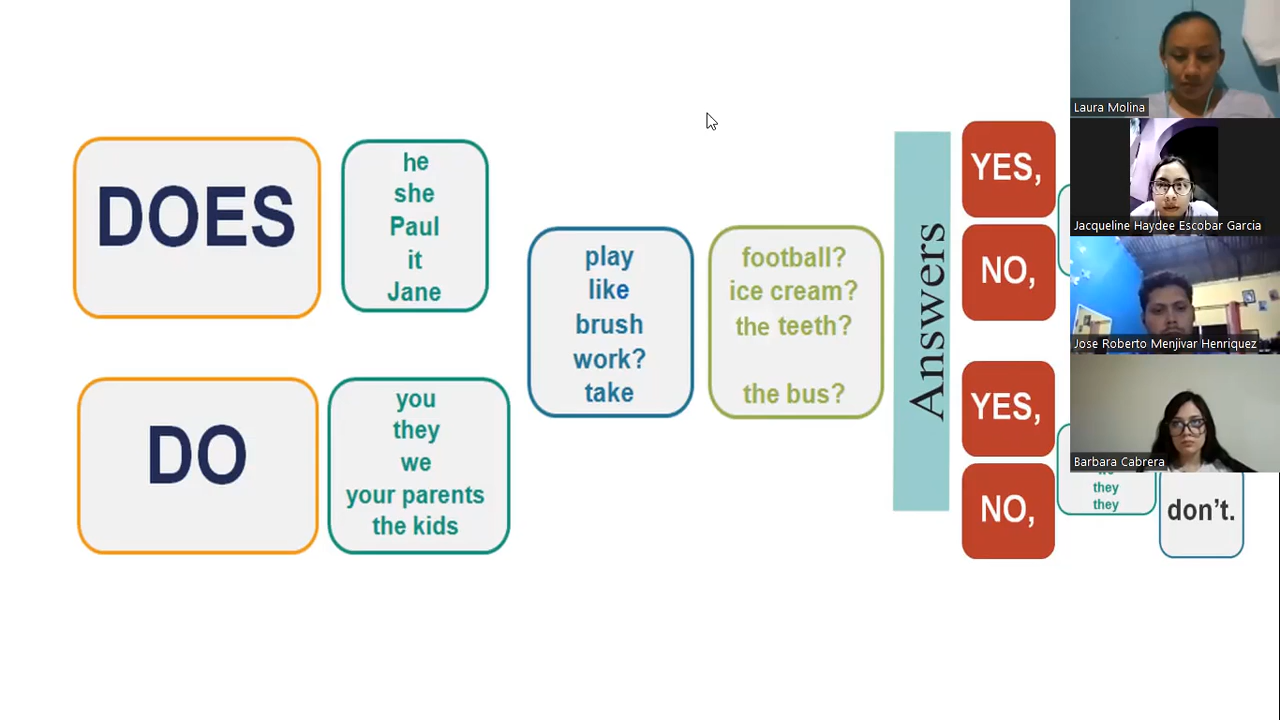 DOES
he
she
Paul
it
Jane
DO
you
they
we
your parents
the kids
play
like
brush
work?
take
football?
ice cream?
the teeth?
the bus?
Answers
YES,
NO,
YES,
NO,
they
they
don't.
Laura Molina
Jacqueline Haydee Escobar Garcia
Jose Roberto Menjivar Henriquez
Barbara Cabrera